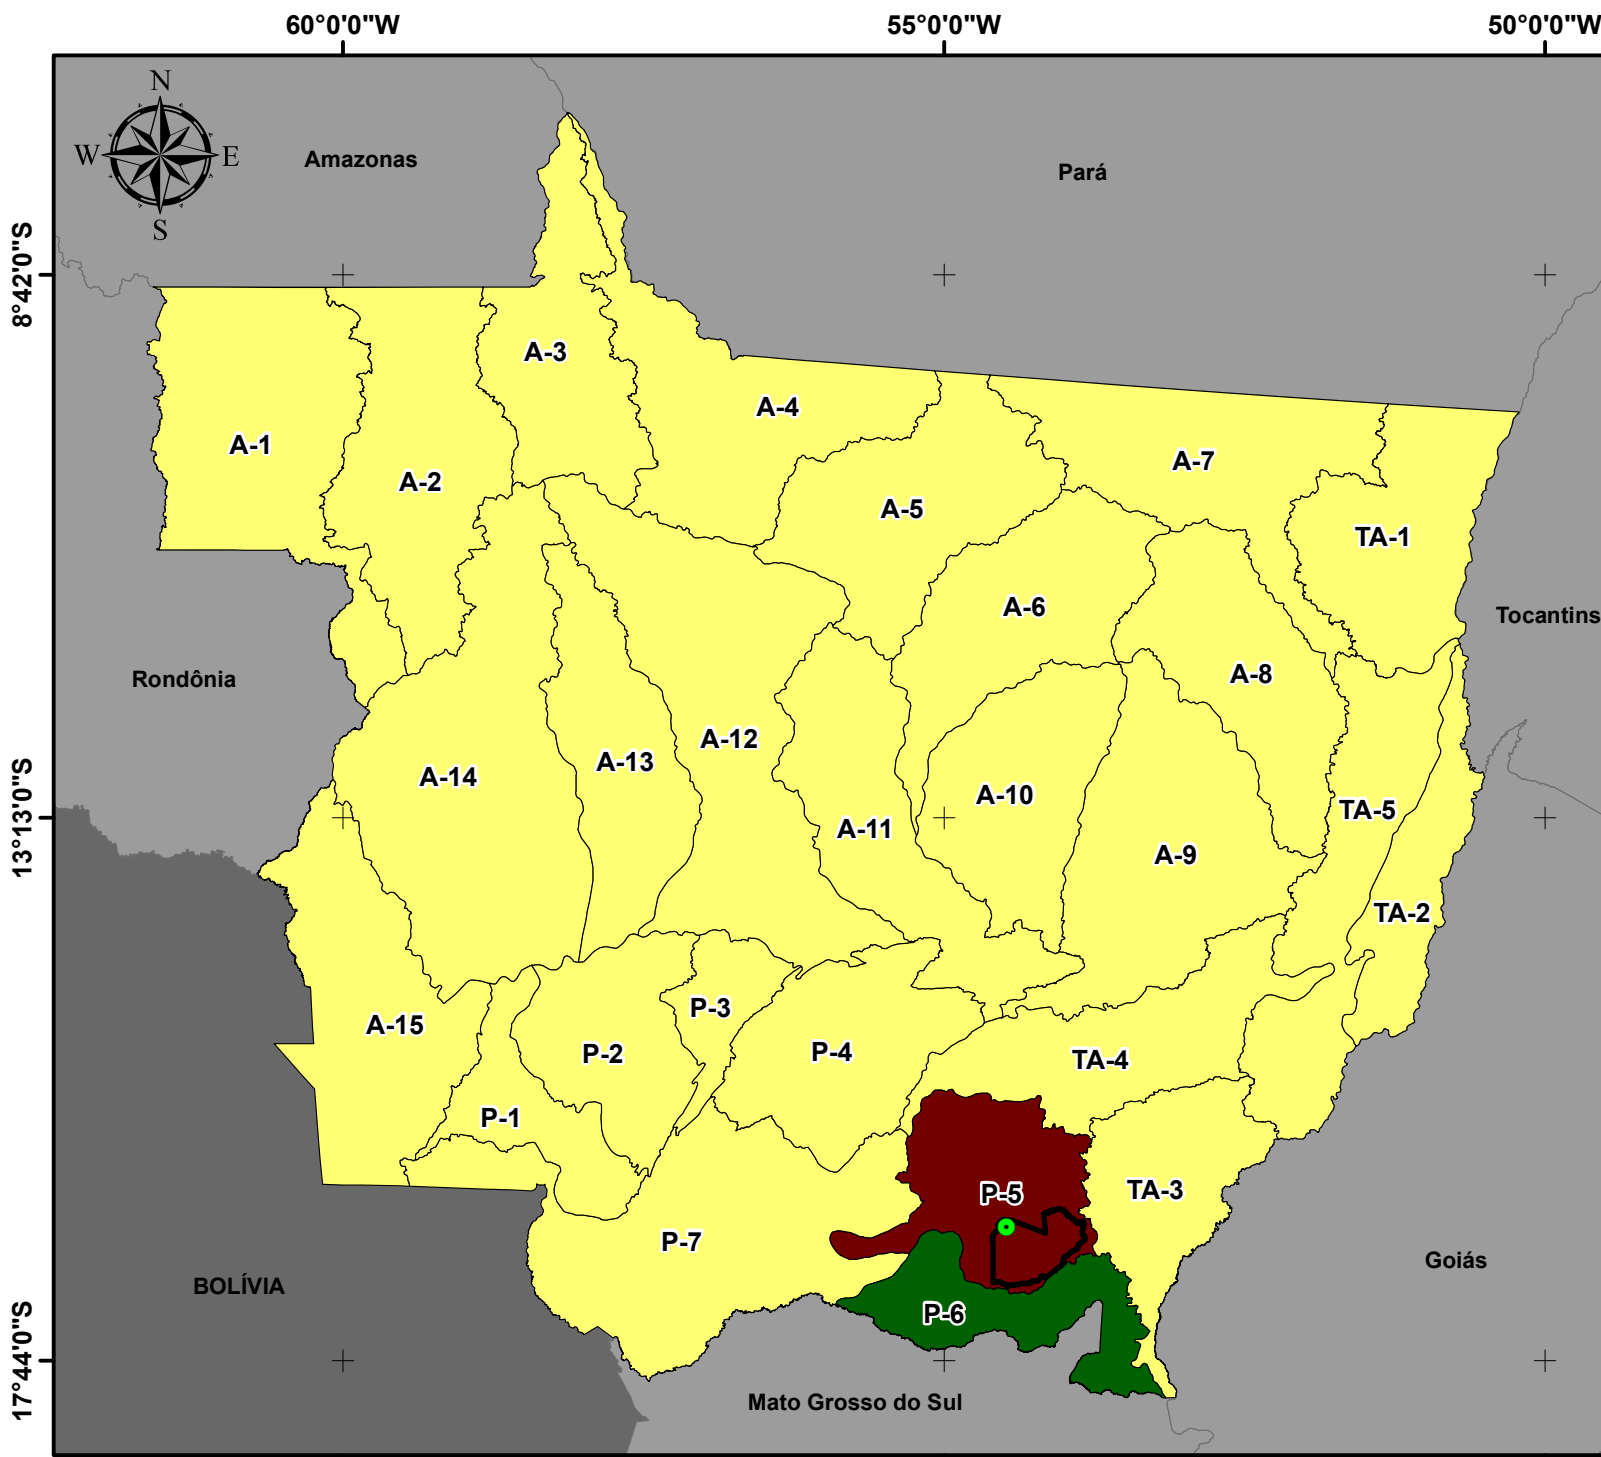 60°0'0"W
55°0'0"W
50°0'0"W
N
W
E
S
Amazonas
Pará
8°42'0"S
A-3
A-4
A-1
A-7
A-2
A-5
TA-1
A-6
Tocantins
Rondônia
A-8
A-12
A-13
A-14
A-10
TA-5
13°13'0"S
A-11
A-9
TA-2
P-3
A-15
P-2
P-4
TA-4
P-1
P-5
TA-3
P-7
Goiás
BOLÍVIA
P-6
17°44'0"S
Mato Grosso do Sul